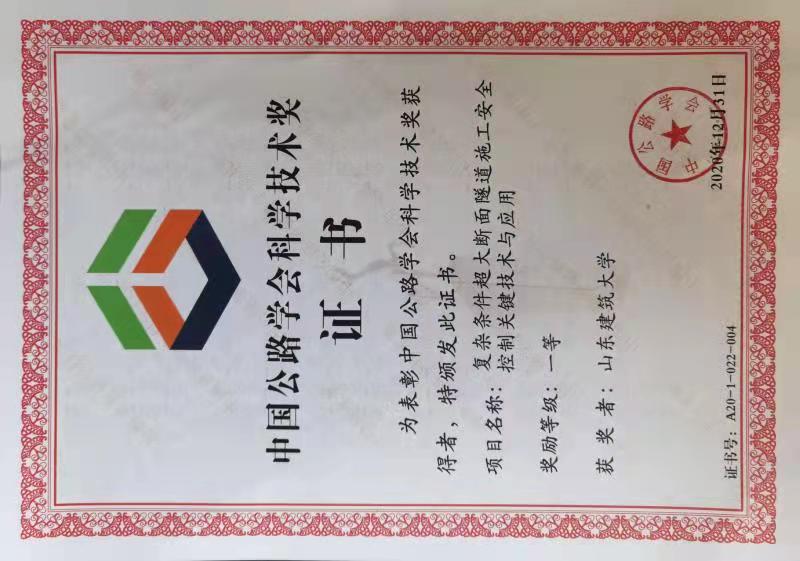 中国公路学会科学技术奖
证书
为表彰中国公路学会科学技术奖获
得者，特颁发此证书。
项目名称：复杂条件超大断面隧道施工安全
控制关键技术与应用
奖励等级：一等
获奖者：山东建筑大学
中国公路学会
2020年12月31日
证书号：A20-1-022-004